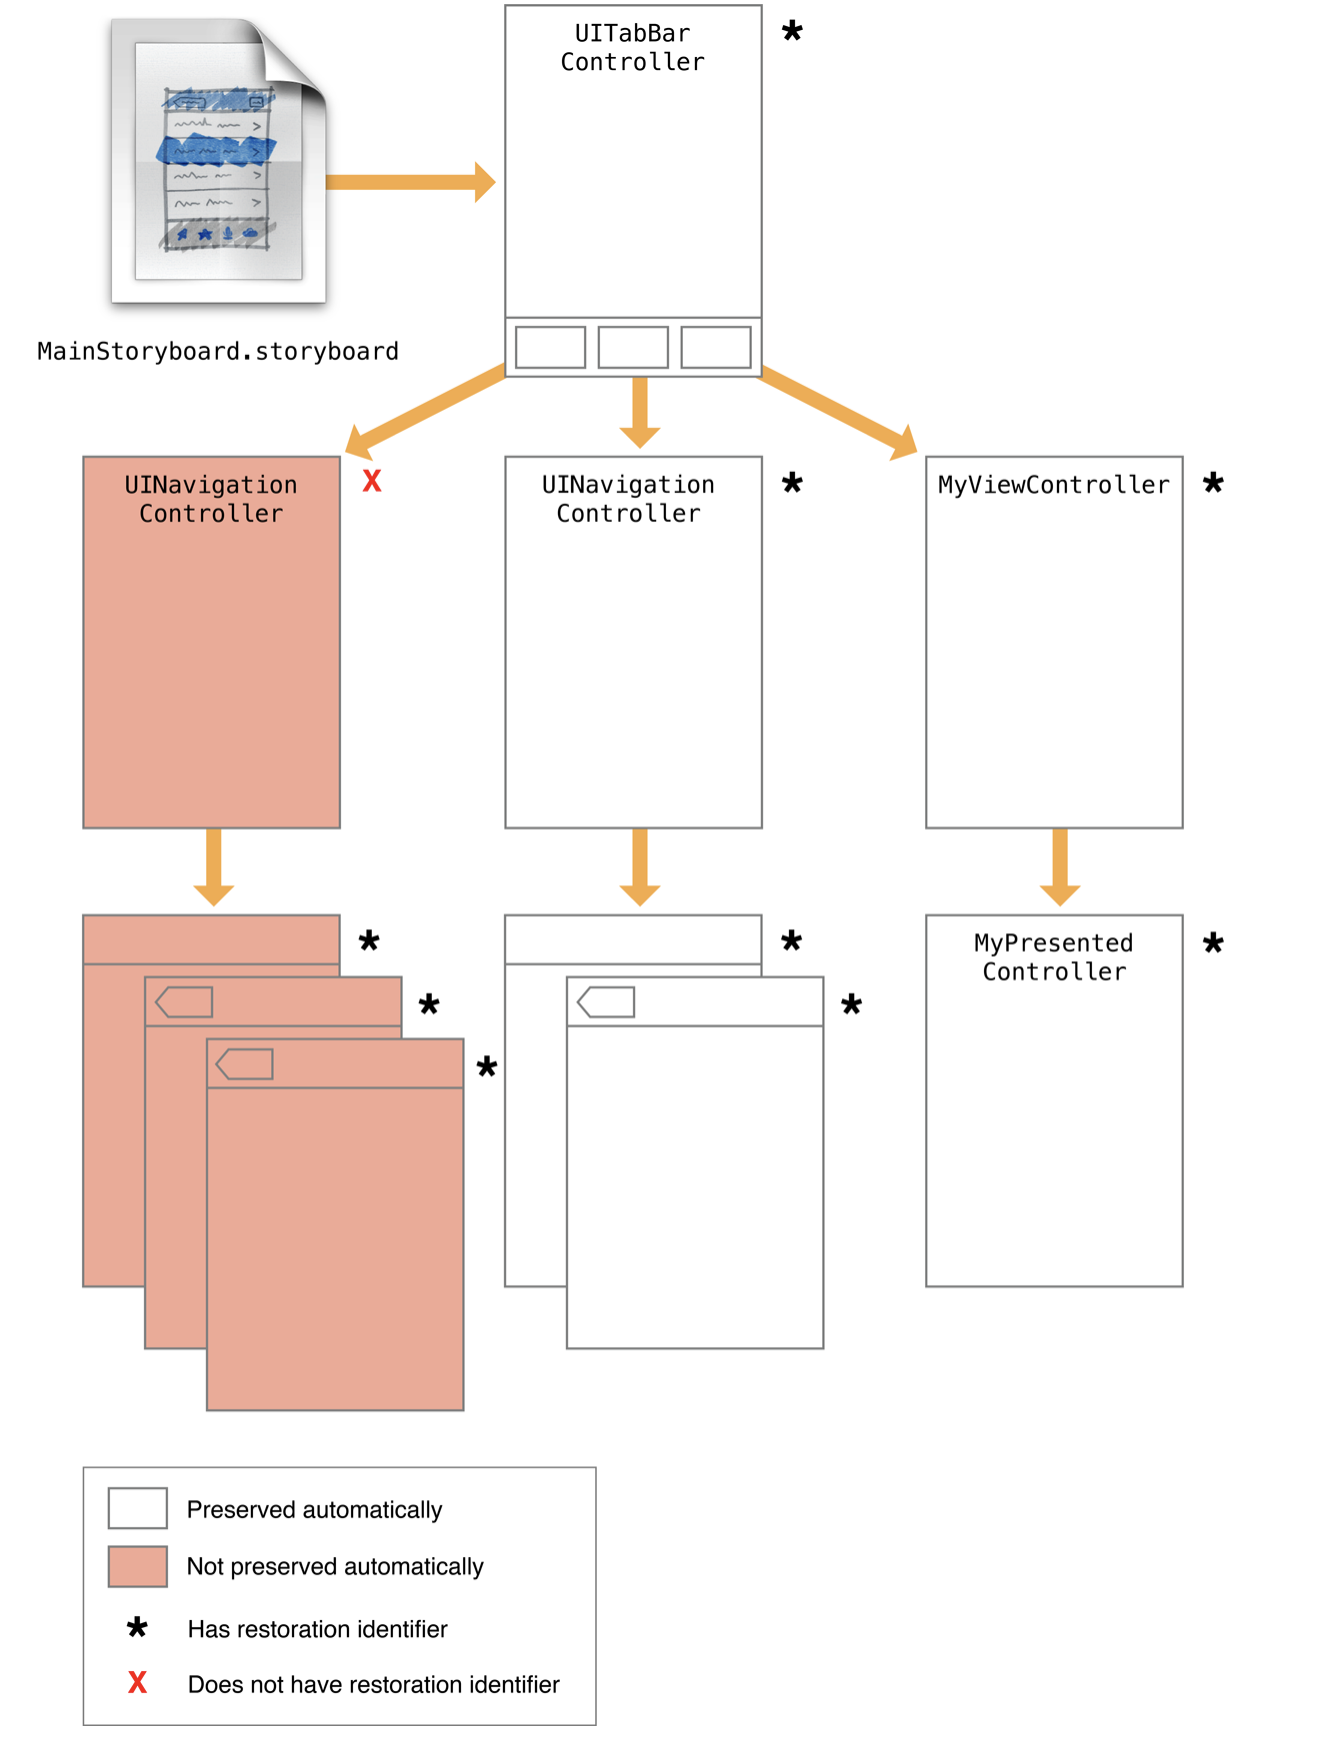 UITabBar
Controller
*
MainStoryboard.storyboard
UINavigation
Controller
X
UINavigation
Controller
*
MyViewController
*
*
*
*
*
*
MyPresented
Controller
*
Preserved automatically
Not preserved automatically
* Has restoration identifier
X Does not have restoration identifier